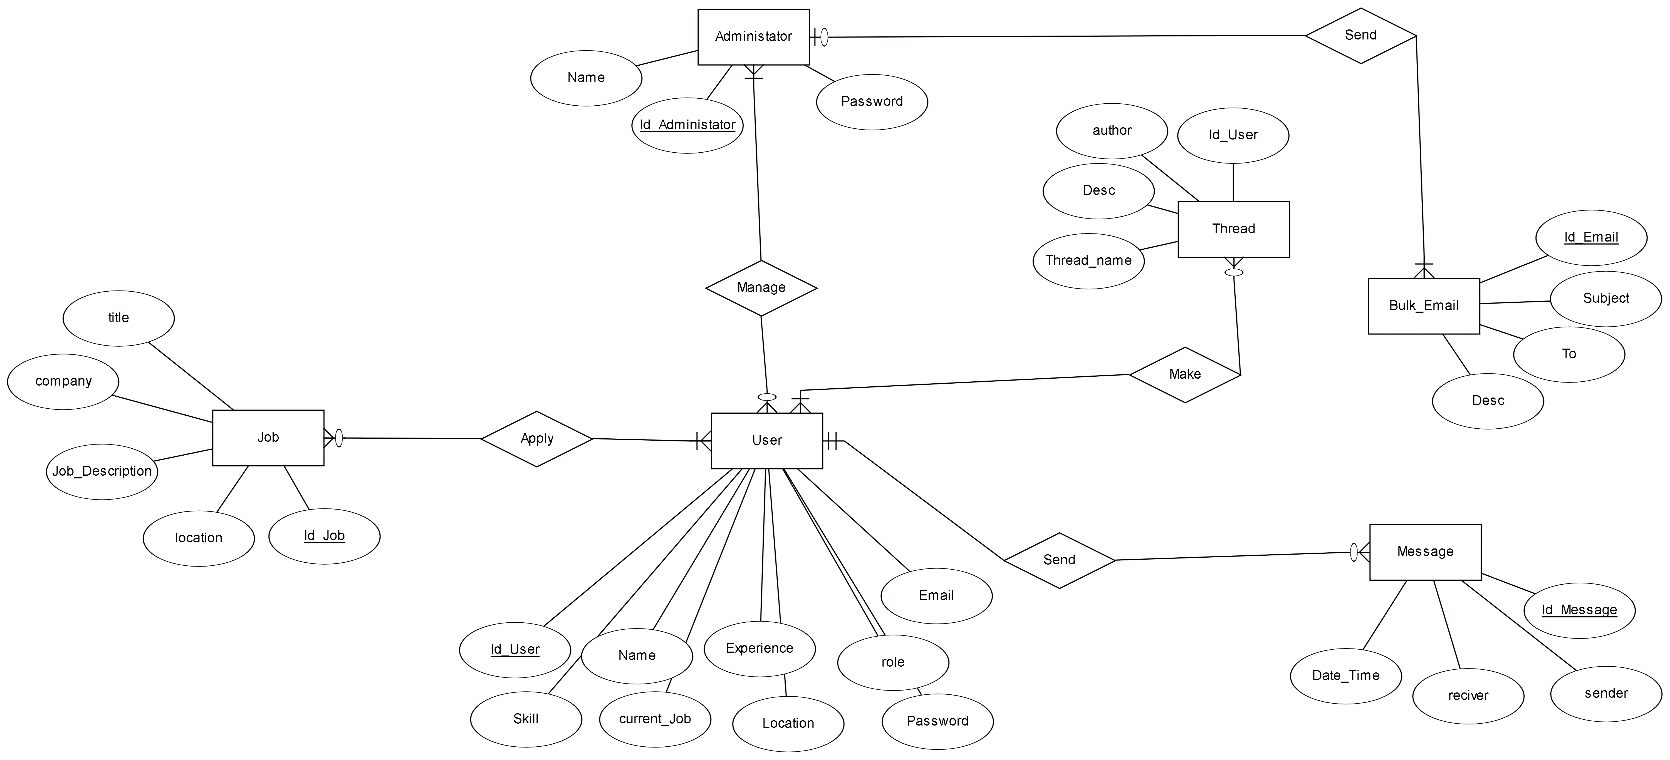 Administator
Send
Name
Password
Id_Administator
author
Id_User
Desc
Thread
Thread_name
Id_Email
Subject
Bulk_Email
To
Desc
Manage
Make
title
company
Job
Apply
User
Job_Description
location
Id_Job
Send
Message
Email
Id_Message
Id_User
Name
Experience
role
Date_Time
reciver
sender
Skill
current_Job
Location
Password